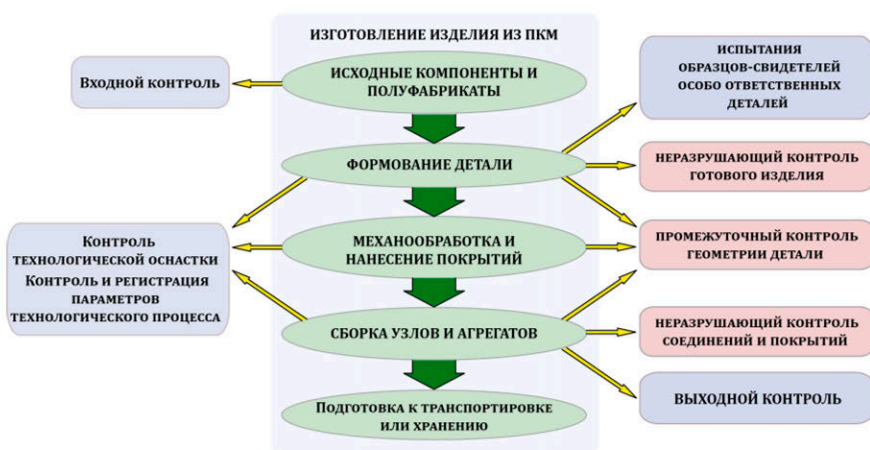 ИЗГОТОВЛЕНИЕ ИЗДЕЛИЯ ИЗ ПКМ
ИСХОДНЫЕ КОМПОНЕНТЫ И
ПОЛУФАБРИКАТЫ
ФОРМОВАНИЕ ДЕТАЛИ
МЕХАНООБРАБОТКА И
НАНЕСЕНИЕ ПОКРЫТИЙ
СБОРКА УЗЛОВ И АГРЕГАТОВ
ПОДГОТОВКА К ТРАНСПОРТИРОВКЕ
ИЛИ ХРАНЕНИЮ
ВХОДНОЙ КОНТРОЛЬ
КОНТРОЛЬ
ТЕХНОЛОГИЧЕСКОЙ ОСНАСТКИ
КОНТРОЛЬ И РЕГИСТРАЦИЯ
ПАРАМЕТРОВ
ТЕХНОЛОГИЧЕСКОГО ПРОЦЕССА
ИСПЫТАНИЯ
ОБРАЗЦОВ-СВИДЕТЕЛЕЙ
ОСОБО ОТВЕТСТВЕННЫХ
ДЕТАЛЕЙ
НЕРАЗРУШАЮЩИЙ КОНТРОЛЬ
ГОТОВОГО ИЗДЕЛИЯ
ПРОМЕЖУТОЧНЫЙ КОНТРОЛЬ
ГЕОМЕТРИИ ДЕТАЛИ
НЕРАЗРУШАЮЩИЙ КОНТРОЛЬ
СОЕДИНЕНИЙ И ПОКРЫТИЙ
ВЫХОДНОЙ КОНТРОЛЬ